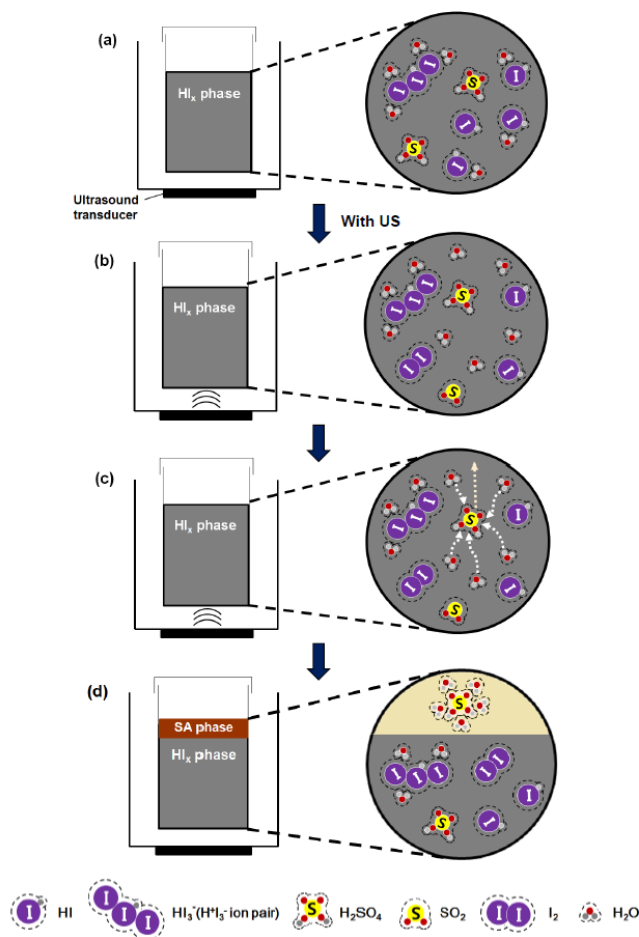 (a)
HIₓ phase
Ultrasound
transducer
With US
(b)
HIₓ phase
(c)
HIₓ phase
(d)
SA phase
HIₓ phase
I I I I I I I S S
I I I I I I I S S
I I I I I I I S S
I I I I I I I S S
I HI I I I HI₃⁻(H⁺I₃⁻ ion pair) S H₂SO₄ S SO₂ I I I₂ H₂O